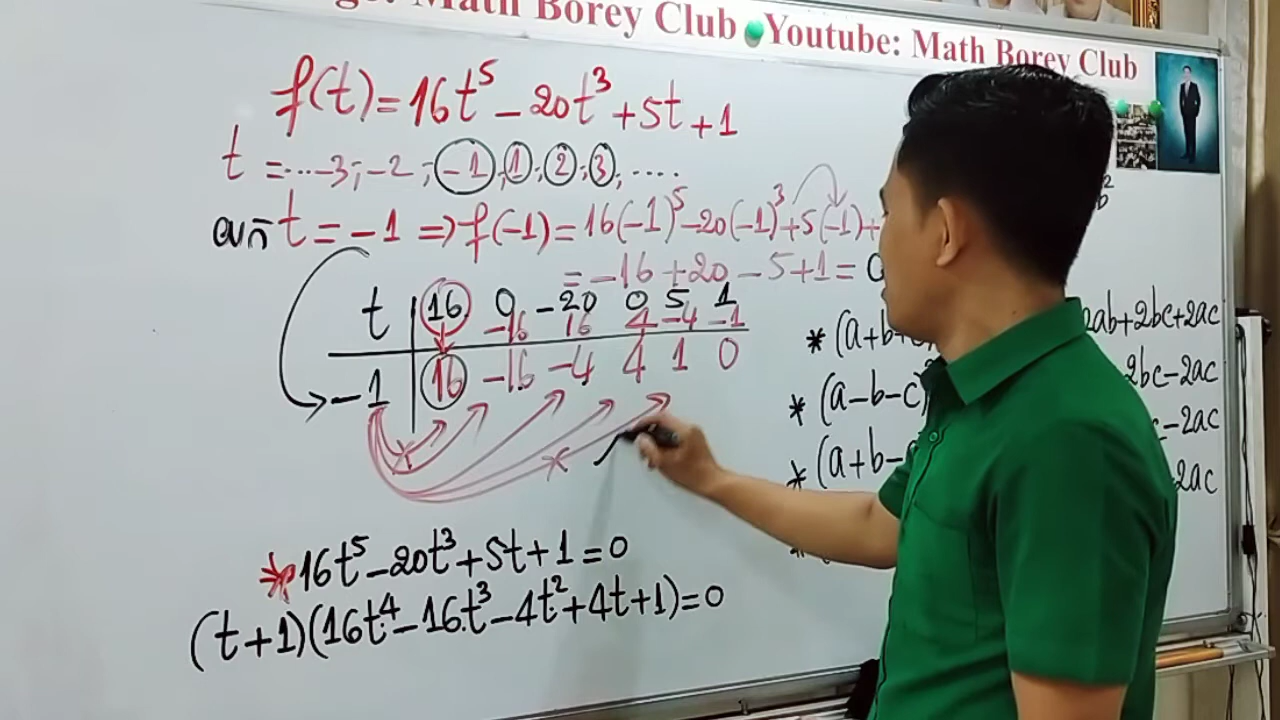 Math Borey Club Youtube: Math Borey Club
f(t)=16t⁵-20t³+5t+1
t=...-3;-2;-1;1;2;3;....
t=-1⇒f(-1)=16(-1)⁵-20(-1)³+5(-1)+
=-16+20-5+1=0
t | 16 0 -20 0 5 1
-16 16 4 -4 -1
-1 | 16 -16 -4 4 1 0
*16t⁵-20t³+5t+1=0
(t+1)(16t⁴-16t³-4t²+4t+1)=0
*(a+b 2ab+2bc+2ac
*(a-b-c) 2bc-2ac
*(a+b- -2ac
2ac